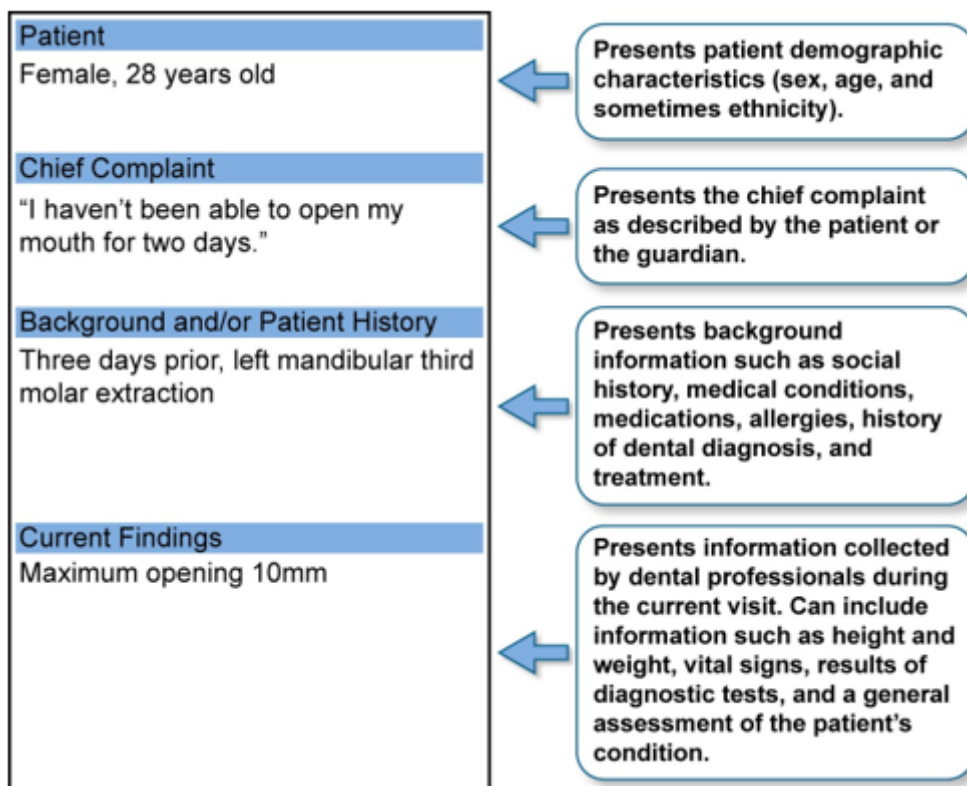 Patient
Female, 28 years old
Presents patient demographic
characteristics (sex, age, and
sometimes ethnicity).
Chief Complaint
“I haven’t been able to open my
mouth for two days.”
Presents the chief complaint
as described by the patient or
the guardian.
Background and/or Patient History
Three days prior, left mandibular third
molar extraction
Presents background
information such as social
history, medical conditions,
medications, allergies, history
of dental diagnosis, and
treatment.
Current Findings
Maximum opening 10mm
Presents information collected
by dental professionals during
the current visit. Can include
information such as height and
weight, vital signs, results of
diagnostic tests, and a general
assessment of the patient’s
condition.